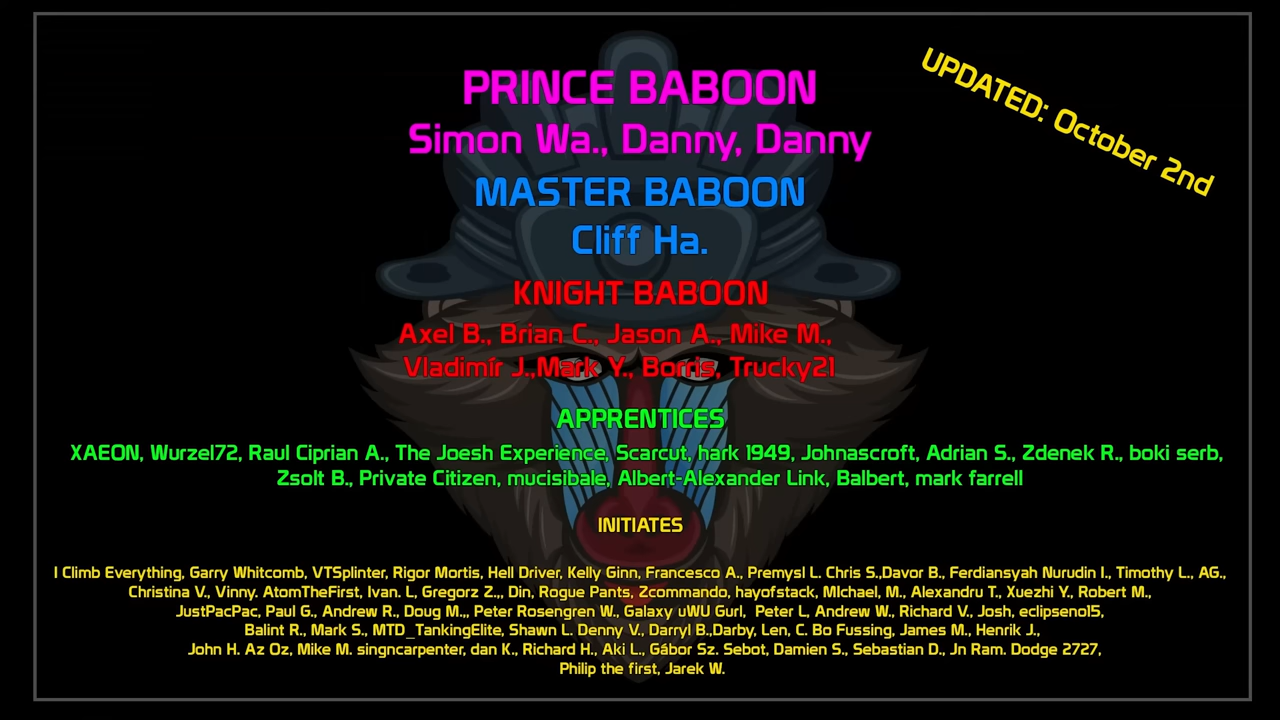 PRINCE BABOON
UPDATED: October 2nd
Simon Wa., Danny, Danny
MASTER BABOON
Cliff Ha.
KNIGHT BABOON
Axel B., Brian C., Jason A., Mike M.,
Vladimír J.,Mark Y., Borris, Trucky21
APPRENTICES
XAEON, Wurzel72, Raul Ciprian A., The Joesh Experience, Scarcut, hark 1949, Johnascroft, Adrian S., Zdenek R., boki serb,
Zsolt B., Private Citizen, mucisibale, Albert-Alexander Link, Balbert, mark farrell
INITIATES
I Climb Everything, Garry Whitcomb, VTSplinter, Rigor Mortis, Hell Driver, Kelly Ginn, Francesco A., Premysl L. Chris S.,Davor B., Ferdiansyah Nurudin I., Timothy L., AG.,
Christina V., Vinny. AtomTheFirst, Ivan. L, Gregorz Z.,, Din, Rogue Pants, Zcommando, hayofstack, MIchael, M., Alexandru T., Xuezhi Y., Robert M.,
JustPacPac, Paul G., Andrew R., Doug M.,, Peter Rosengren W., Galaxy uWU Gurl, Peter L, Andrew W., Richard V., Josh, eclipseno15,
Balint R., Mark S., MTD_TankingElite, Shawn L. Denny V., Darryl B.,Darby, Len, C. Bo Fussing, James M., Henrik J.,
John H. Az Oz, Mike M. singncarpenter, dan K., Richard H., Aki L., Gábor Sz. Sebot, Damien S., Sebastian D., Jn Ram. Dodge 2727,
Philip the first, Jarek W.